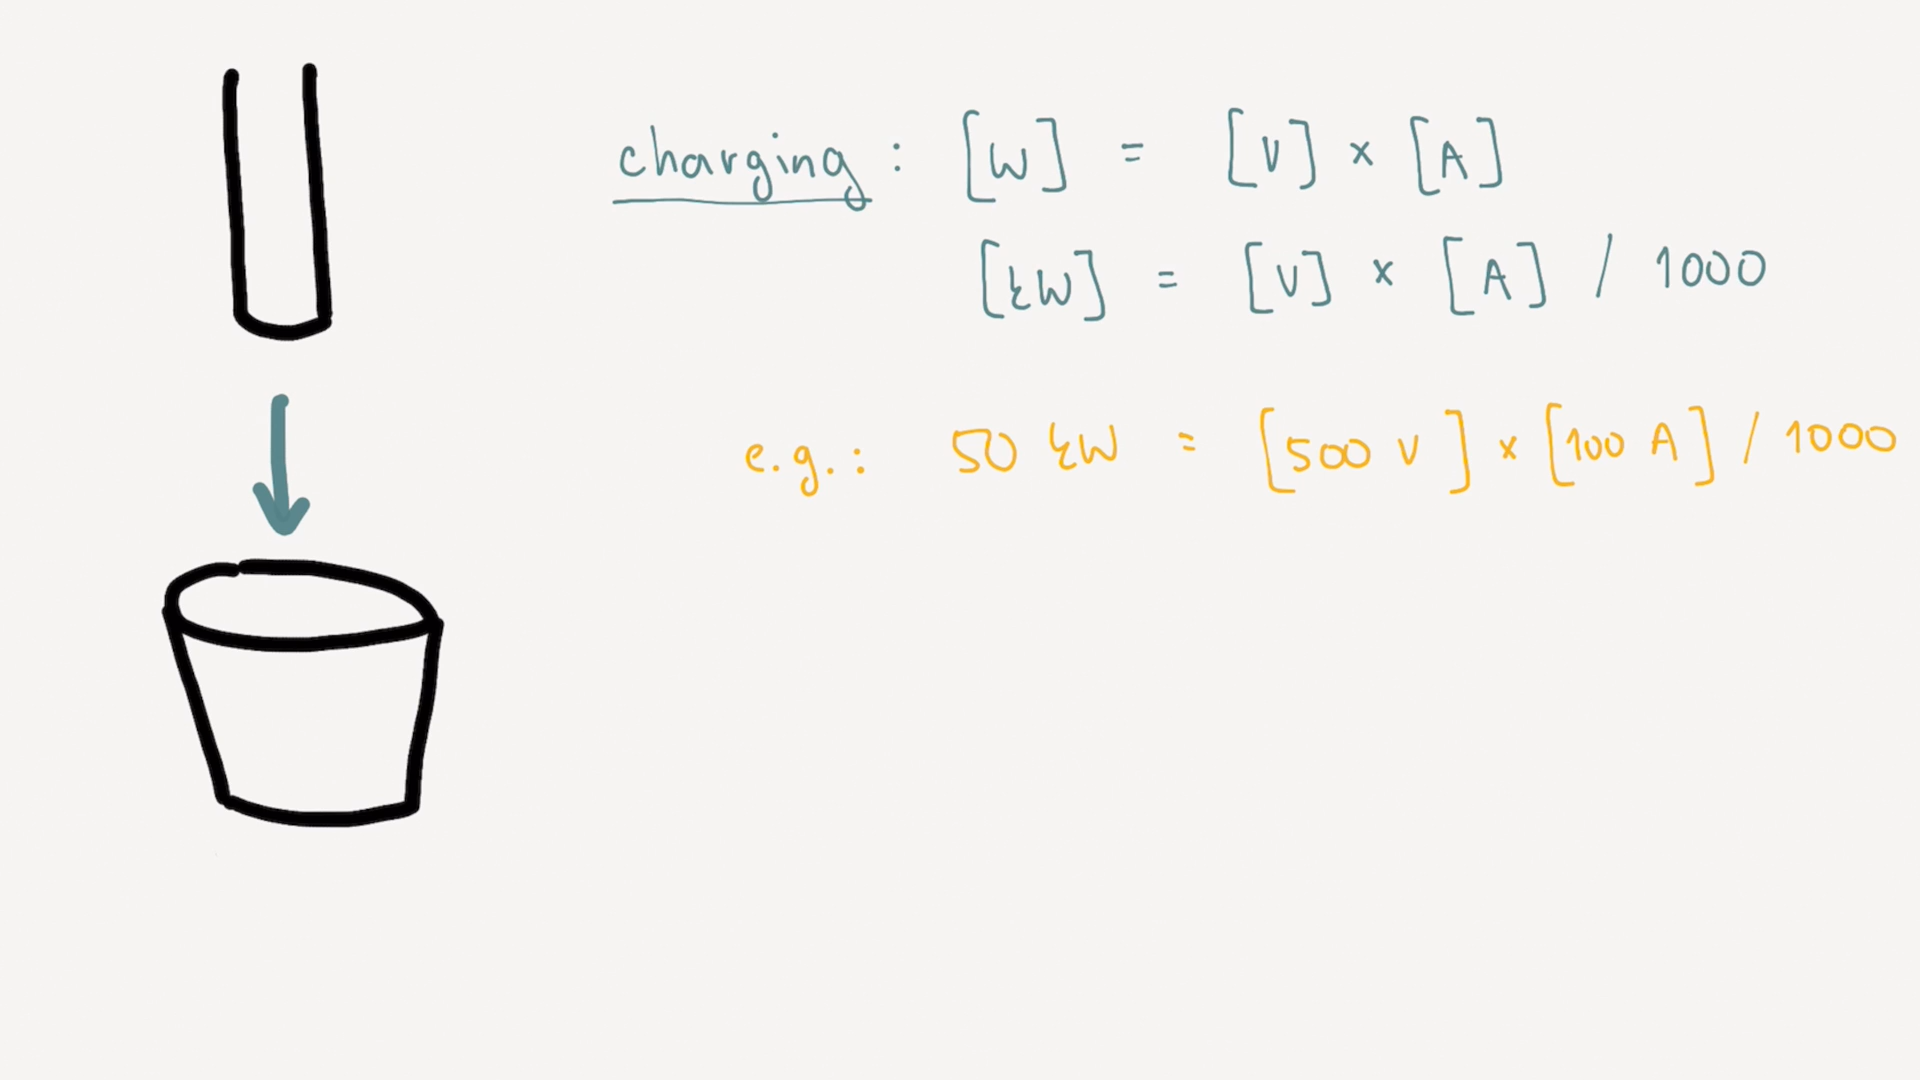 charging : [W] = [V] x [A]
[kW] = [V] x [A] / 1000
e.g.: 50 kW = [500 V] x [100 A] / 1000